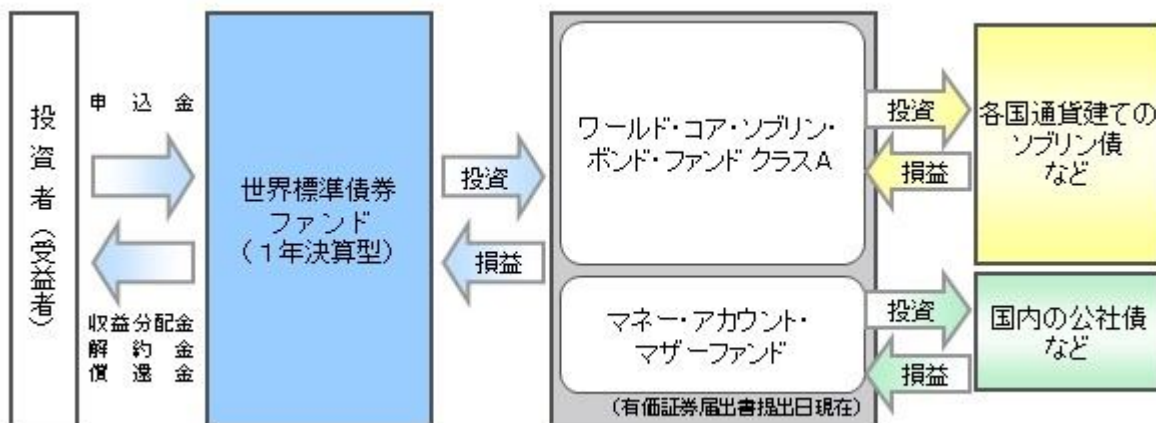 投資者（受益者）
申込金
収益分配金
解約金
償還金
世界標準債券
ファンド
（１年決算型）
投資
損益
ワールド・コア・ソブリン・
ボンド・ファンド クラスA
マネー・アカウント・
マザーファンド
（有価証券届出書提出日現在）
投資
損益
各国通貨建ての
ソブリン債
など
投資
損益
国内の公社債
など